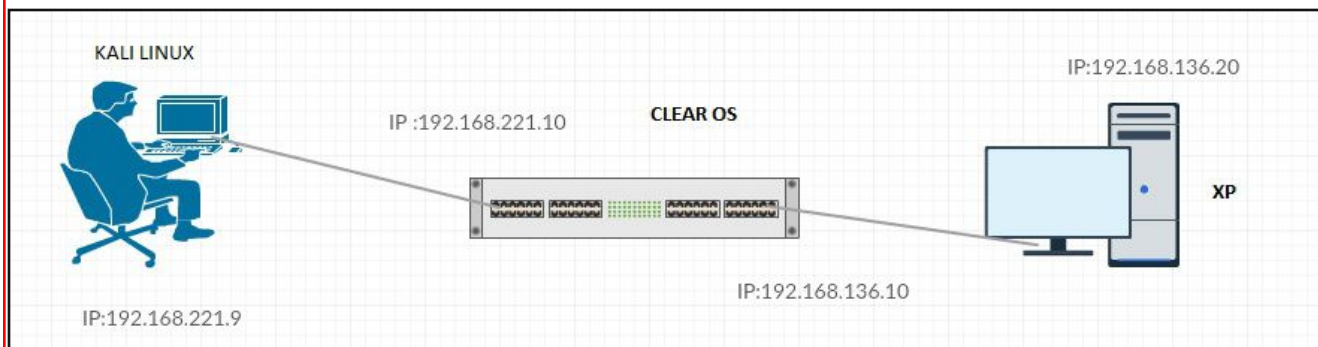 KALI LINUX
IP :192.168.221.10
CLEAR OS
IP:192.168.136.20
XP
IP:192.168.221.9
IP:192.168.136.10